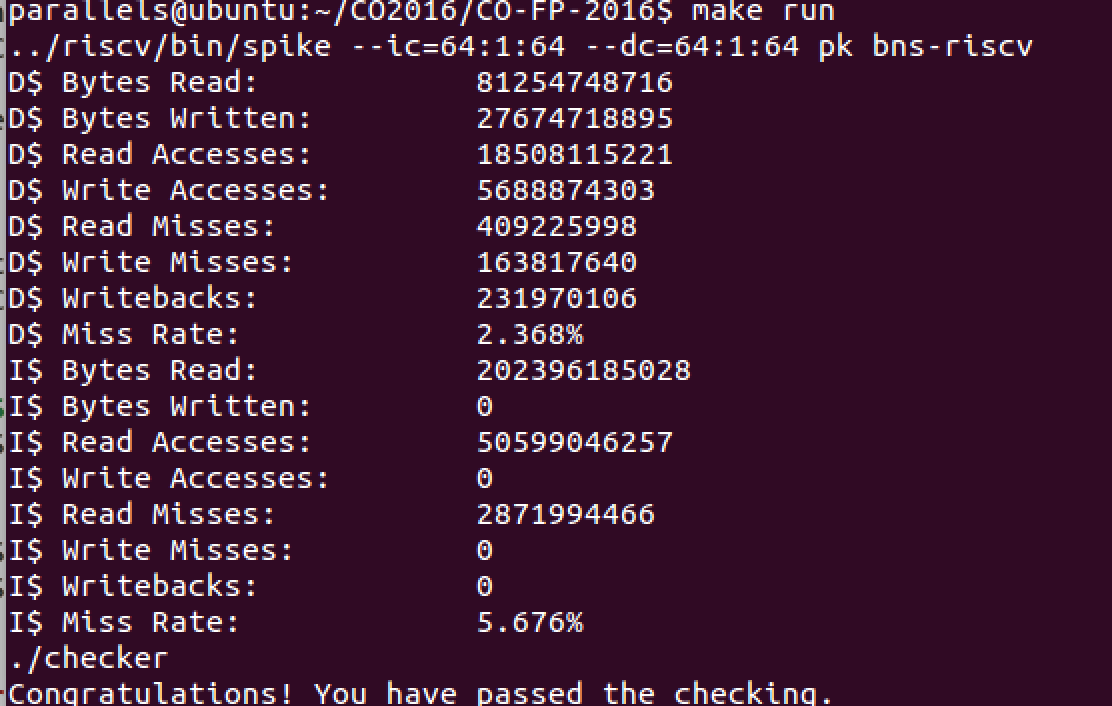 parallels@ubuntu:~/CO2016/CO-FP-2016$ make run
../riscv/bin/spike --ic=64:1:64 --dc=64:1:64 pk bns-riscv
D$ Bytes Read: 81254748716
D$ Bytes Written: 27674718895
D$ Read Accesses: 18508115221
D$ Write Accesses: 5688874303
D$ Read Misses: 409225998
D$ Write Misses: 163817640
D$ Writebacks: 231970106
D$ Miss Rate: 2.368%
I$ Bytes Read: 202396185028
I$ Bytes Written: 0
I$ Read Accesses: 50599046257
I$ Write Accesses: 0
I$ Read Misses: 2871994466
I$ Write Misses: 0
I$ Writebacks: 0
I$ Miss Rate: 5.676%
./checker
Congratulations! You have passed the checking.